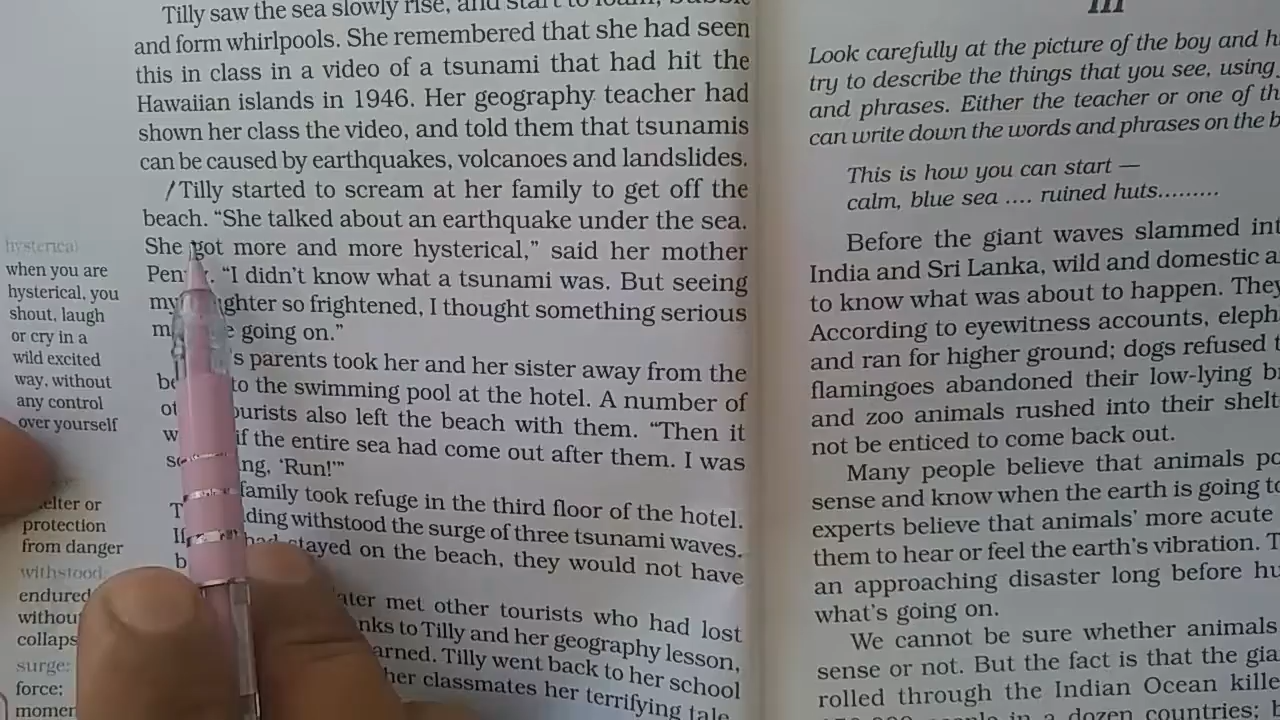 Tilly saw the sea slowly rise, and start to foam, bubble
and form whirlpools. She remembered that she had seen
this in class in a video of a tsunami that had hit the
Hawaiian islands in 1946. Her geography teacher had
shown her class the video, and told them that tsunamis
can be caused by earthquakes, volcanoes and landslides.
Tilly started to scream at her family to get off the
beach. “She talked about an earthquake under the sea.
She got more and more hysterical,” said her mother
“I didn't know what a tsunami was. But seeing
so frightened, I thought something serious
going on.”
parents took her and her sister away from the
to the swimming pool at the hotel. A number of
also left the beach with them. “Then it
if the entire sea had come out after them. I was
‘Run!’”
family took refuge in the third floor of the hotel.
withstood the surge of three tsunami waves.
had stayed on the beach, they would not have
met other tourists who had lost
to Tilly and her geography lesson,
Tilly went back to her school
her classmates her terrifying tale.
hysterical
when you are
hysterical, you
shout, laugh
or cry in a
wild excited
way, without
any control
over yourself
or
protection
from danger
withstood:
endured
surge:
force;
III
Look carefully at the picture of the boy and
try to describe the things that you see, using
and phrases. Either the teacher or one of
can write down the words and phrases on the
This is how you can start —
calm, blue sea .... ruined huts.........
Before the giant waves slammed
India and Sri Lanka, wild and domestic
to know what was about to happen. They
According to eyewitness accounts,
and ran for higher ground; dogs refused
flamingoes abandoned their low-lying
and zoo animals rushed into their
not be enticed to come back out.
Many people believe that animals
sense and know when the earth is going
experts believe that animals' more acute
them to hear or feel the earth's vibration.
an approaching disaster long before
what's going on.
We cannot be sure whether animals
sense or not. But the fact is that the
rolled through the Indian Ocean
people in a dozen countries;